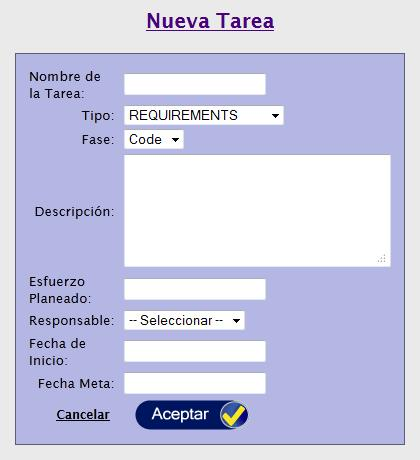 Nueva Tarea
Nombre de
la Tarea:
Tipo: REQUIREMENTS
Fase: Code
Descripción:
Esfuerzo
Planeado:
Responsable: -- Seleccionar --
Fecha de
Inicio:
Fecha Meta:
Cancelar Aceptar